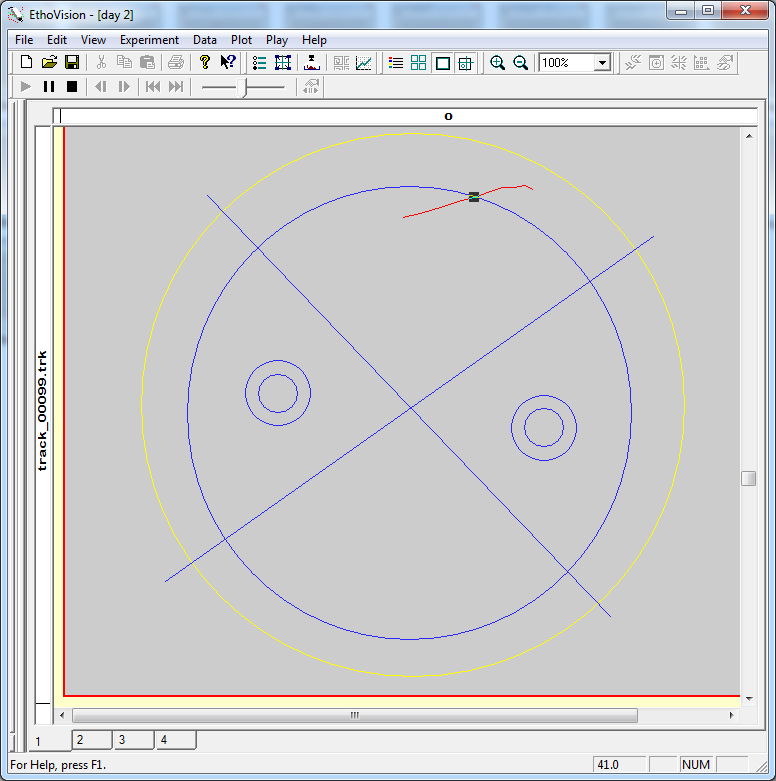 EthoVision - [day 2]
File Edit View Experiment Data Plot Play Help
100%
o
track_00099.trk
1 2 3 4
For Help, press F1. 41.0 NUM